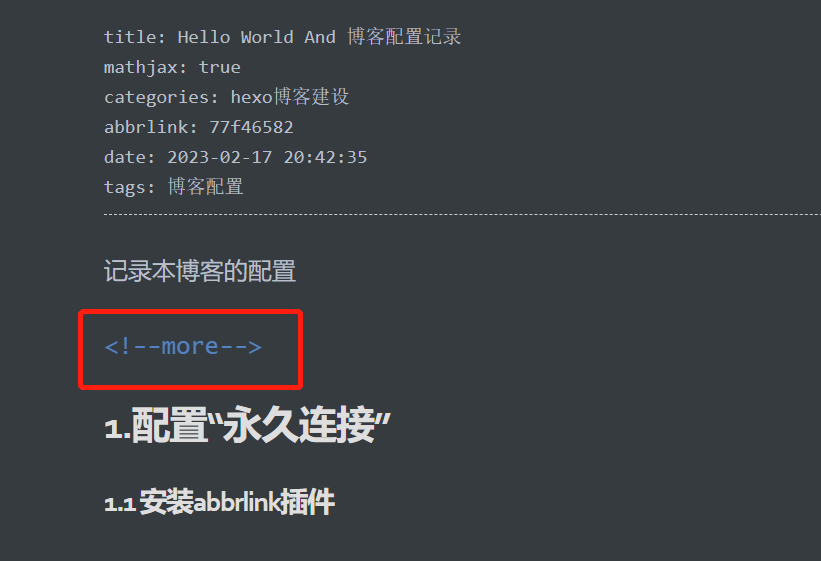 title: Hello World And 博客配置记录
mathjax: true
categories: hexo博客建设
abbrlink: 77f46582
date: 2023-02-17 20:42:35
tags: 博客配置
记录本博客的配置
<!--more-->
1.配置“永久连接”
1.1 安装abbrlink插件